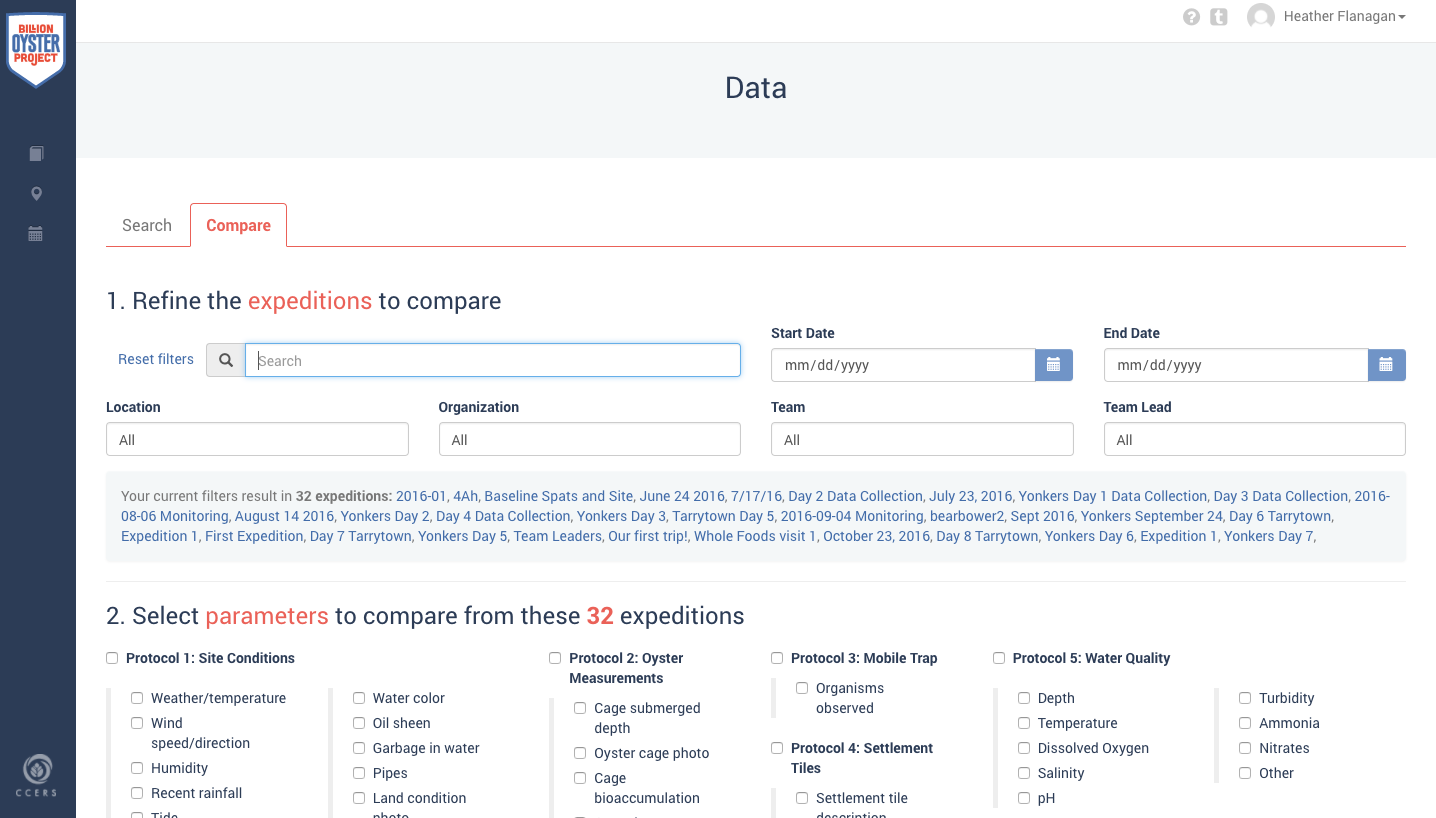 BILLION
OYSTER
PROJECT
Heather Flanagan
Data
Search
Compare
1. Refine the expeditions to compare
Reset filters
Search
Start Date
mm/dd/yyyy
End Date
mm/dd/yyyy
Location
All
Organization
All
Team
All
Team Lead
All
Your current filters result in 32 expeditions: 2016-01, 4Ah, Baseline Spats and Site, June 24 2016, 7/17/16, Day 2 Data Collection, July 23, 2016, Yonkers Day 1 Data Collection, Day 3 Data Collection, 2016-
08-06 Monitoring, August 14 2016, Yonkers Day 2, Day 4 Data Collection, Yonkers Day 3, Tarrytown Day 5, 2016-09-04 Monitoring, bearbower2, Sept 2016, Yonkers September 24, Day 6 Tarrytown,
Expedition 1, First Expedition, Day 7 Tarrytown, Yonkers Day 5, Team Leaders, Our first trip!, Whole Foods visit 1, October 23, 2016, Day 8 Tarrytown, Yonkers Day 6, Expedition 1, Yonkers Day 7,
2. Select parameters to compare from these 32 expeditions
Protocol 1: Site Conditions
Weather/temperature
Wind
speed/direction
Humidity
Recent rainfall
Tide
Water color
Oil sheen
Garbage in water
Pipes
Land condition
photo
Protocol 2: Oyster
Measurements
Cage submerged
depth
Oyster cage photo
Cage
bioaccumulation
Protocol 3: Mobile Trap
Organisms
observed
Protocol 4: Settlement
Tiles
Settlement tile
description
Protocol 5: Water Quality
Depth
Temperature
Dissolved Oxygen
Salinity
pH
Turbidity
Ammonia
Nitrates
Other
CCERS